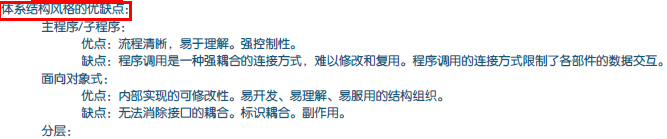 体系结构风格的优缺点：
主程序/子程序：
优点：流程清晰，易于理解。强控制性。
缺点：程序调用是一种强耦合的连接方式，难以修改和复用。程序调用的连接方式限制了各部件的数据交互。
面向对象式：
优点：内部实现的可修改性。易开发、易理解、易服用的结构组织。
缺点：无法消除接口的耦合。标识耦合。副作用。
分层：